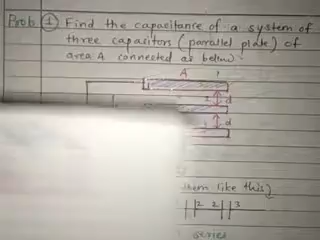 Prob ① Find the capacitance of a system of
three capacitors (parallel plate) of
area A connected as below.
A
d
d
them like this)
2 2 3
series